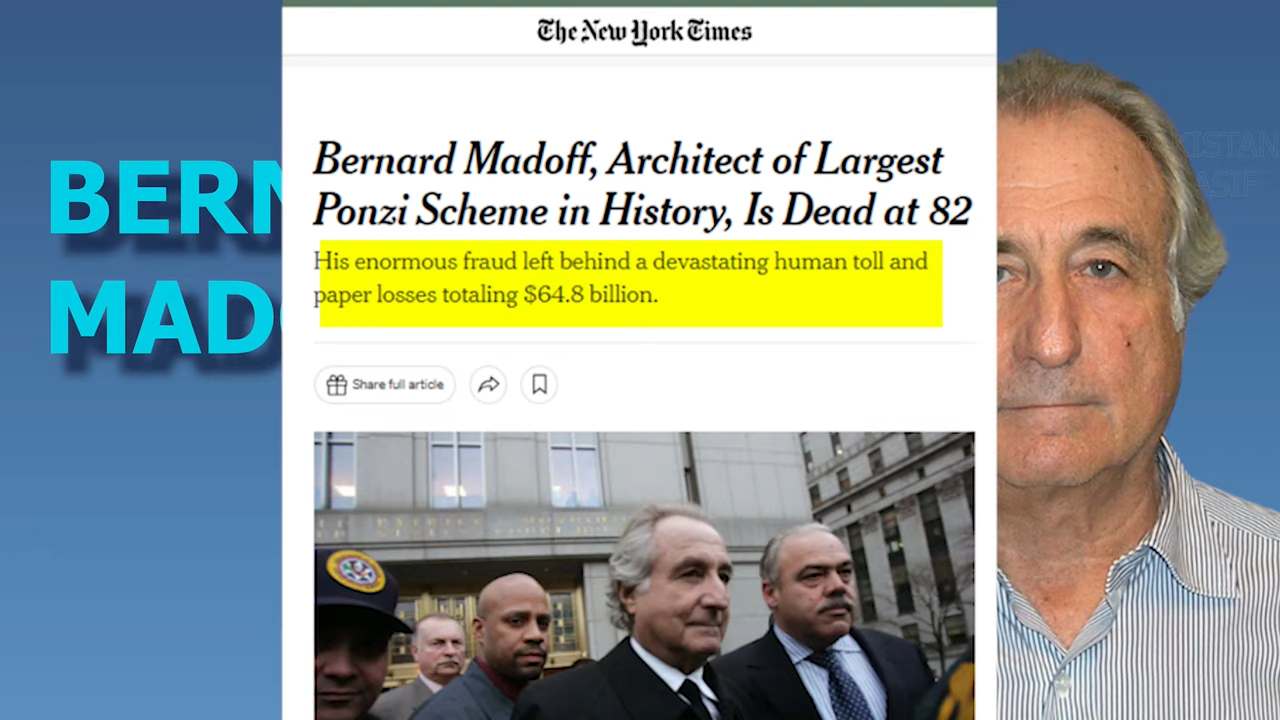 The New York Times
BERN
MAD
Bernard Madoff, Architect of Largest
Ponzi Scheme in History, Is Dead at 82
His enormous fraud left behind a devastating human toll and
paper losses totaling $64.8 billion.
Share full article